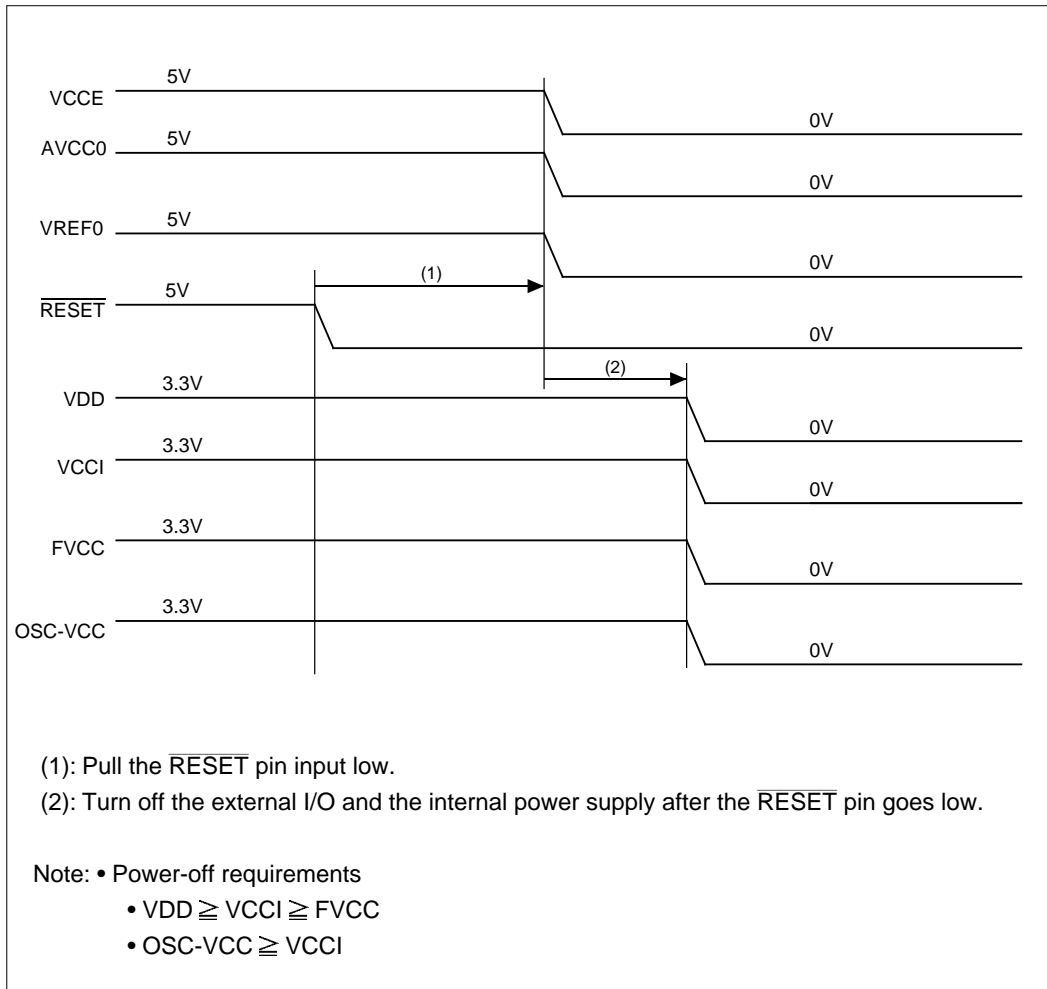 5V
VCCE
0V
5V
AVCC0
0V
5V
VREF0
0V
(1)
5V
RESET
0V
(2)
3.3V
VDD
0V
3.3V
VCCI
0V
3.3V
FVCC
0V
3.3V
OSC-VCC
0V
(1): Pull the RESET pin input low.
(2): Turn off the external I/O and the internal power supply after the RESET pin goes low.
Note: • Power-off requirements
• VDD ≧ VCCI ≧ FVCC
• OSC-VCC ≧ VCCI